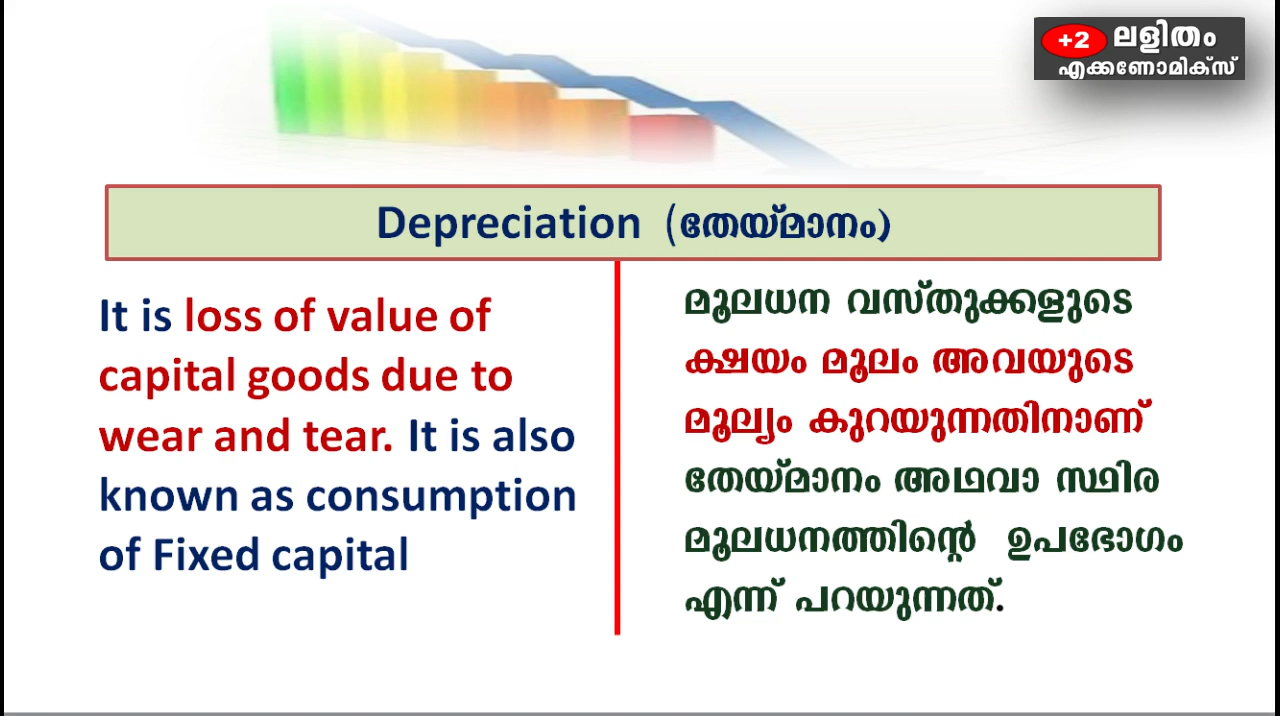 +2 ലളിതം
എക്കണോമിക്സ്
Depreciation (തേയ്മാനം)
It is loss of value of
capital goods due to
wear and tear. It is also
known as consumption
of Fixed capital
മൂലധന വസ്തുക്കളുടെ
ക്ഷയം മൂലം അവയുടെ
മൂല്യം കുറയുന്നതിനാണ്
തേയ്മാനം അഥവാ സ്ഥിര
മൂലധനത്തിന്റെ ഉപഭോഗം
എന്ന് പറയുന്നത്.